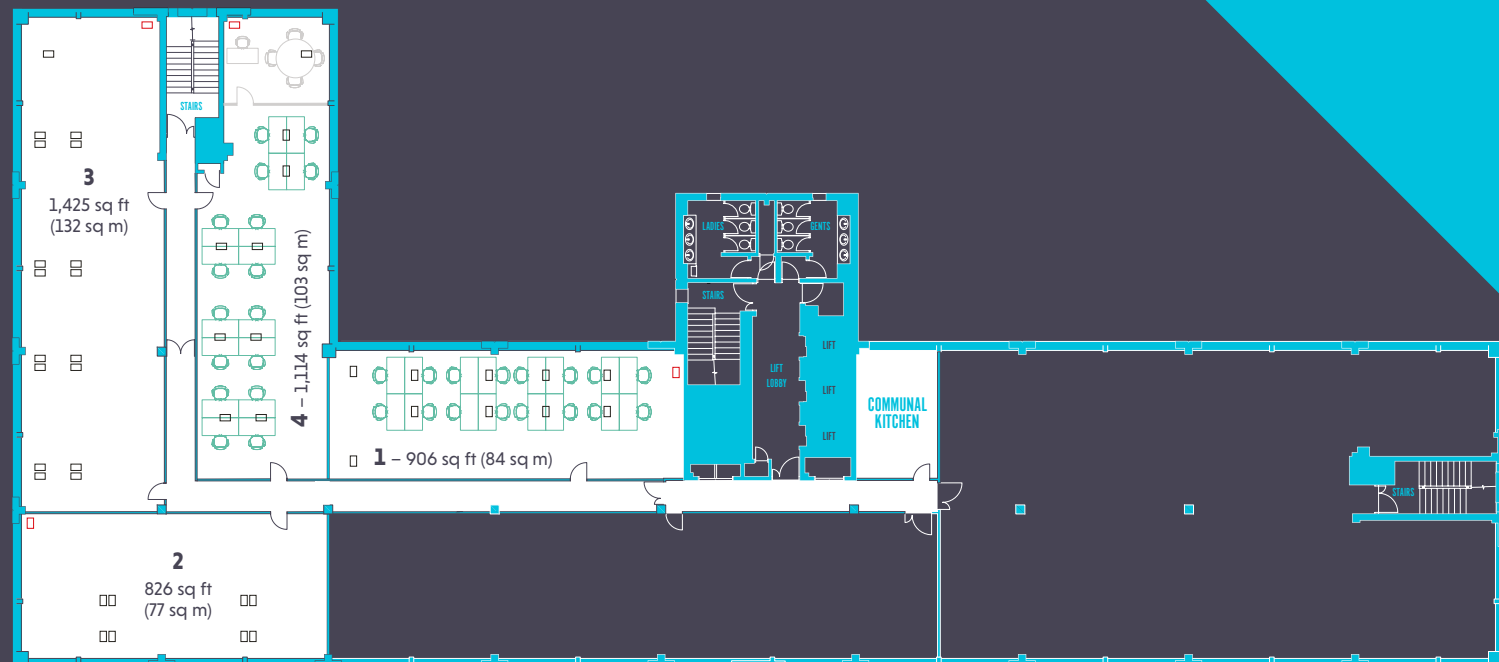 STAIRS
3
1,425 sq ft
(132 sq m)
4 – 1,114 sq ft (103 sq m)
LADIES
GENTS
STAIRS
LIFT
LIFT
LOBBY
LIFT
LIFT
COMMUNAL
KITCHEN
1 – 906 sq ft (84 sq m)
STAIRS
2
826 sq ft
(77 sq m)